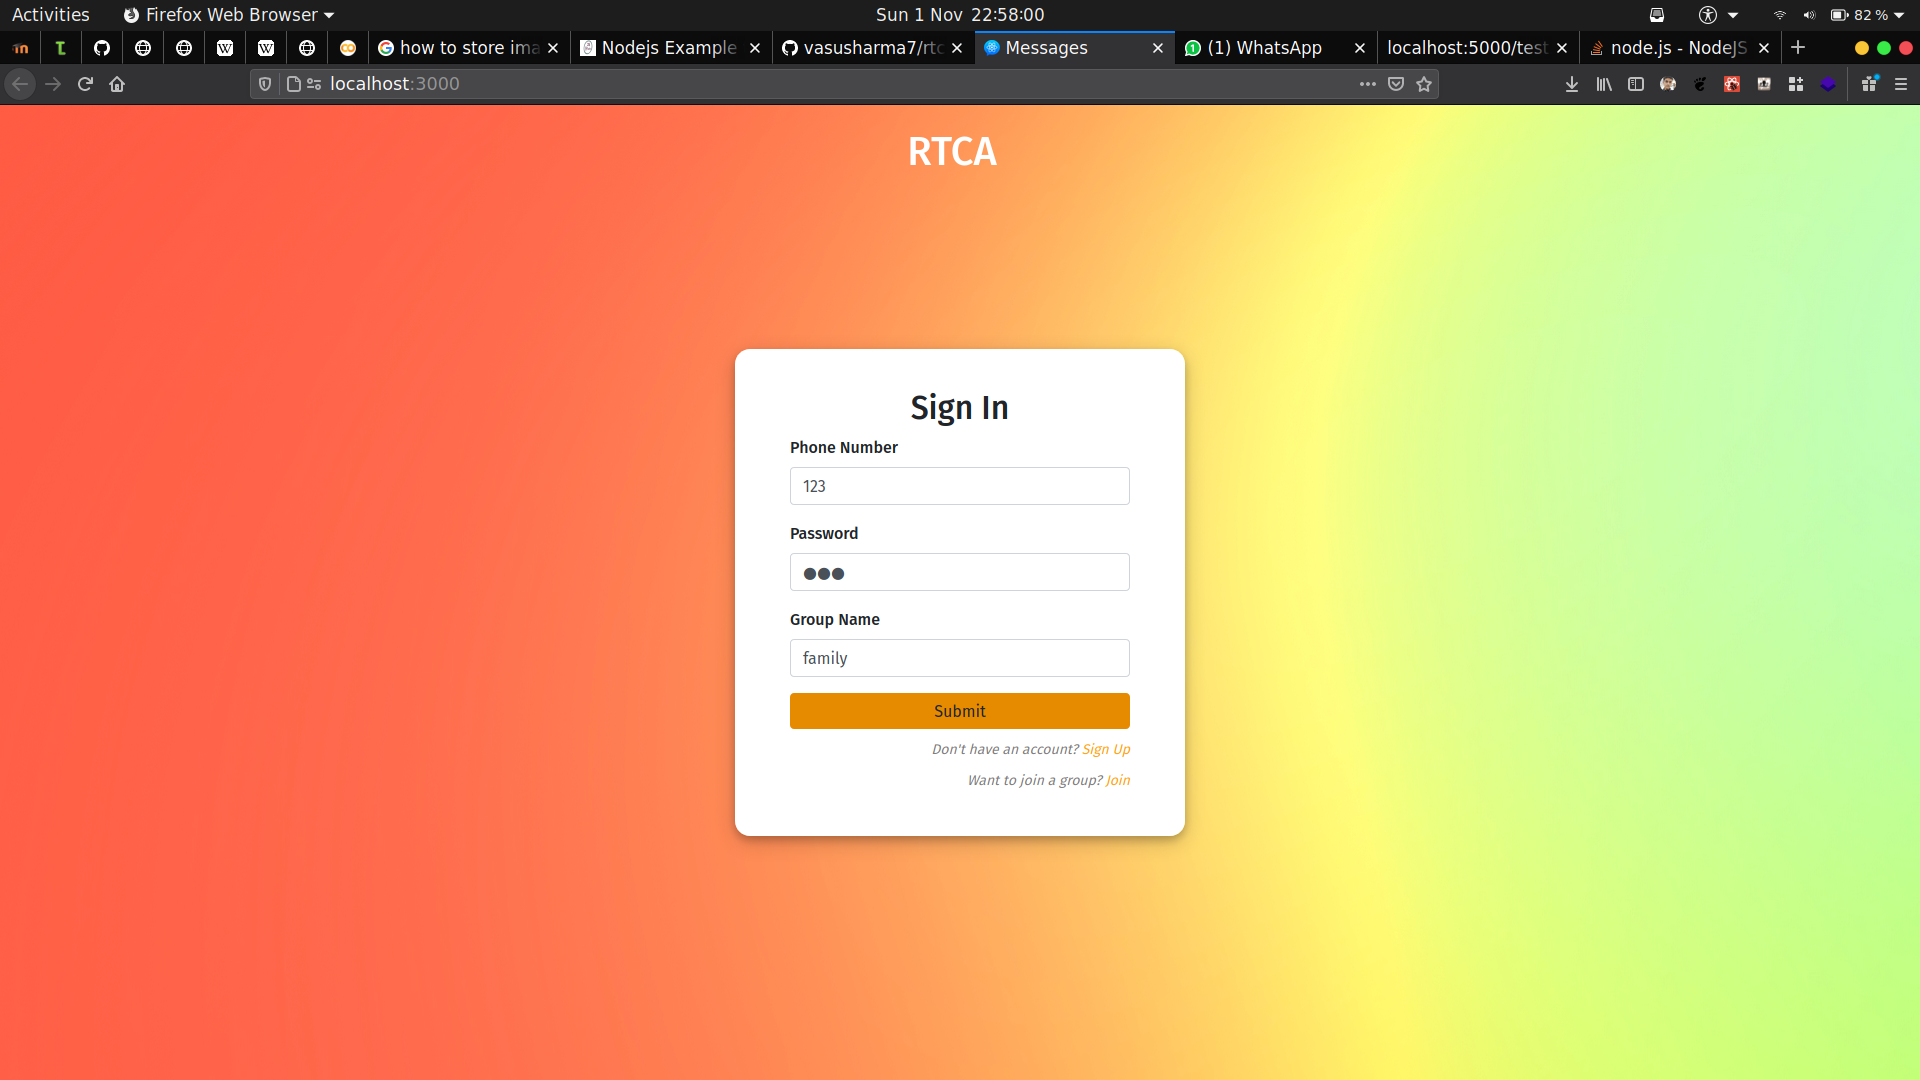 Activities Firefox Web Browser Sun 1 Nov 22:58:00 82 %
how to store ima Nodejs Example vasusharma7/rtc Messages (1) WhatsApp localhost:5000/test node.js - NodeJS
localhost:3000
RTCA
Sign In
Phone Number
123
Password
Group Name
family
Submit
Don't have an account? Sign Up
Want to join a group? Join